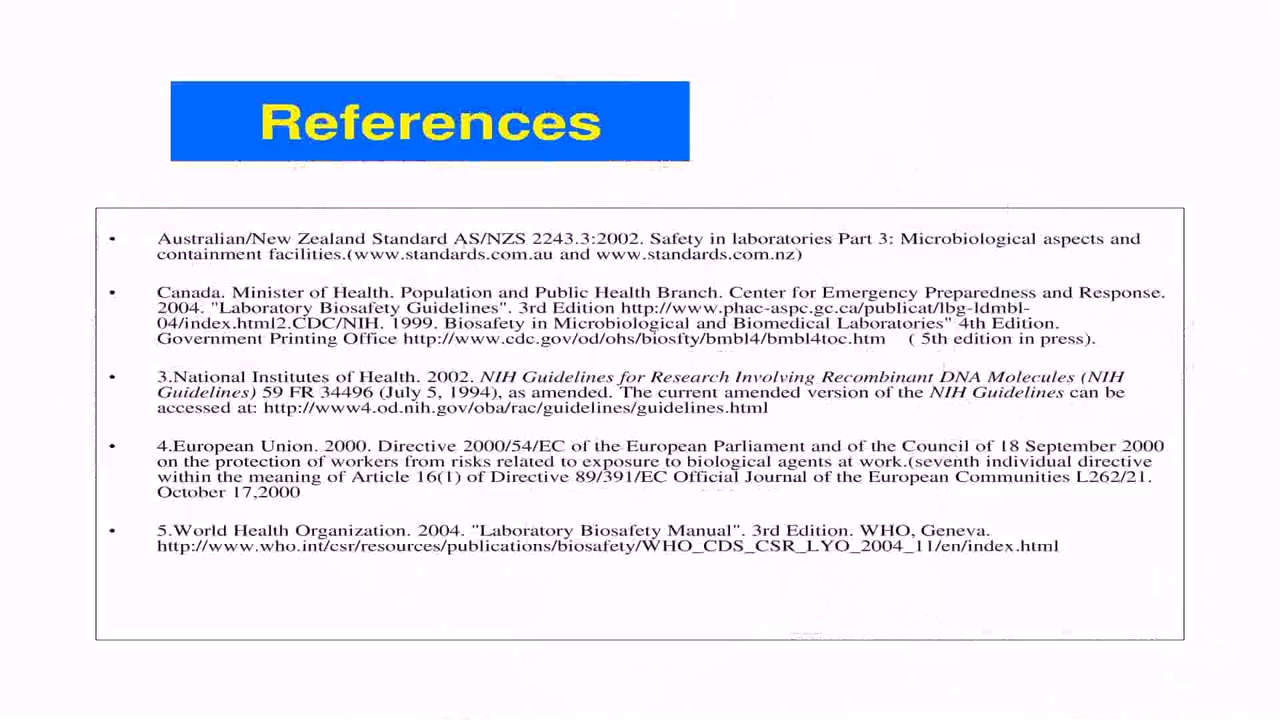 References
• Australian/New Zealand Standard AS/NZS 2243.3:2002. Safety in laboratories Part 3: Microbiological aspects and
containment facilities.(www.standards.com.au and www.standards.com.nz)
• Canada. Minister of Health. Population and Public Health Branch. Center for Emergency Preparedness and Response.
2004. "Laboratory Biosafety Guidelines". 3rd Edition http://www.phac-aspc.gc.ca/publicat/lbg-ldmbl-
04/index.html2.CDC/NIH. 1999. Biosafety in Microbiological and Biomedical Laboratories" 4th Edition.
Government Printing Office http://www.cdc.gov/od/ohs/biosfty/bmbl4/bmbl4toc.htm ( 5th edition in press).
• 3.National Institutes of Health. 2002. NIH Guidelines for Research Involving Recombinant DNA Molecules (NIH
Guidelines) 59 FR 34496 (July 5, 1994), as amended. The current amended version of the NIH Guidelines can be
accessed at: http://www4.od.nih.gov/oba/rac/guidelines/guidelines.html
• 4.European Union. 2000. Directive 2000/54/EC of the European Parliament and of the Council of 18 September 2000
on the protection of workers from risks related to exposure to biological agents at work.(seventh individual directive
within the meaning of Article 16(1) of Directive 89/391/EC Official Journal of the European Communities L262/21.
October 17,2000
• 5.World Health Organization. 2004. "Laboratory Biosafety Manual". 3rd Edition. WHO, Geneva.
http://www.who.int/csr/resources/publications/biosafety/WHO_CDS_CSR_LYO_2004_11/en/index.html